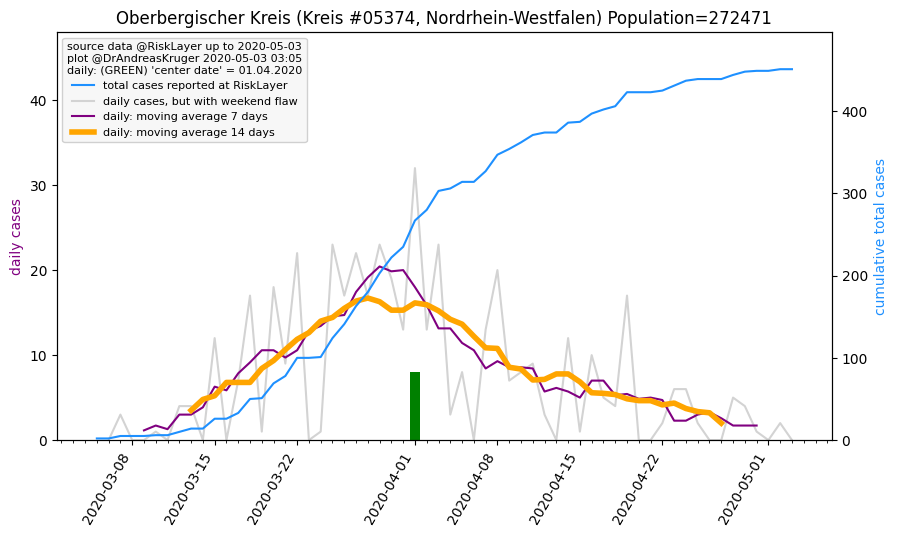 Oberbergischer Kreis (Kreis #05374, Nordrhein-Westfalen) Population=272471
source data @RiskLayer up to 2020-05-03
plot @DrAndreasKruger 2020-05-03 03:05
daily: (GREEN) 'center date' = 01.04.2020
total cases reported at RiskLayer
daily cases, but with weekend flaw
daily: moving average 7 days
daily: moving average 14 days
daily cases
40
30
20
10
0
cumulative total cases
400
300
200
100
0
2020-03-08
2020-03-15
2020-03-22
2020-04-01
2020-04-08
2020-04-15
2020-04-22
2020-05-01